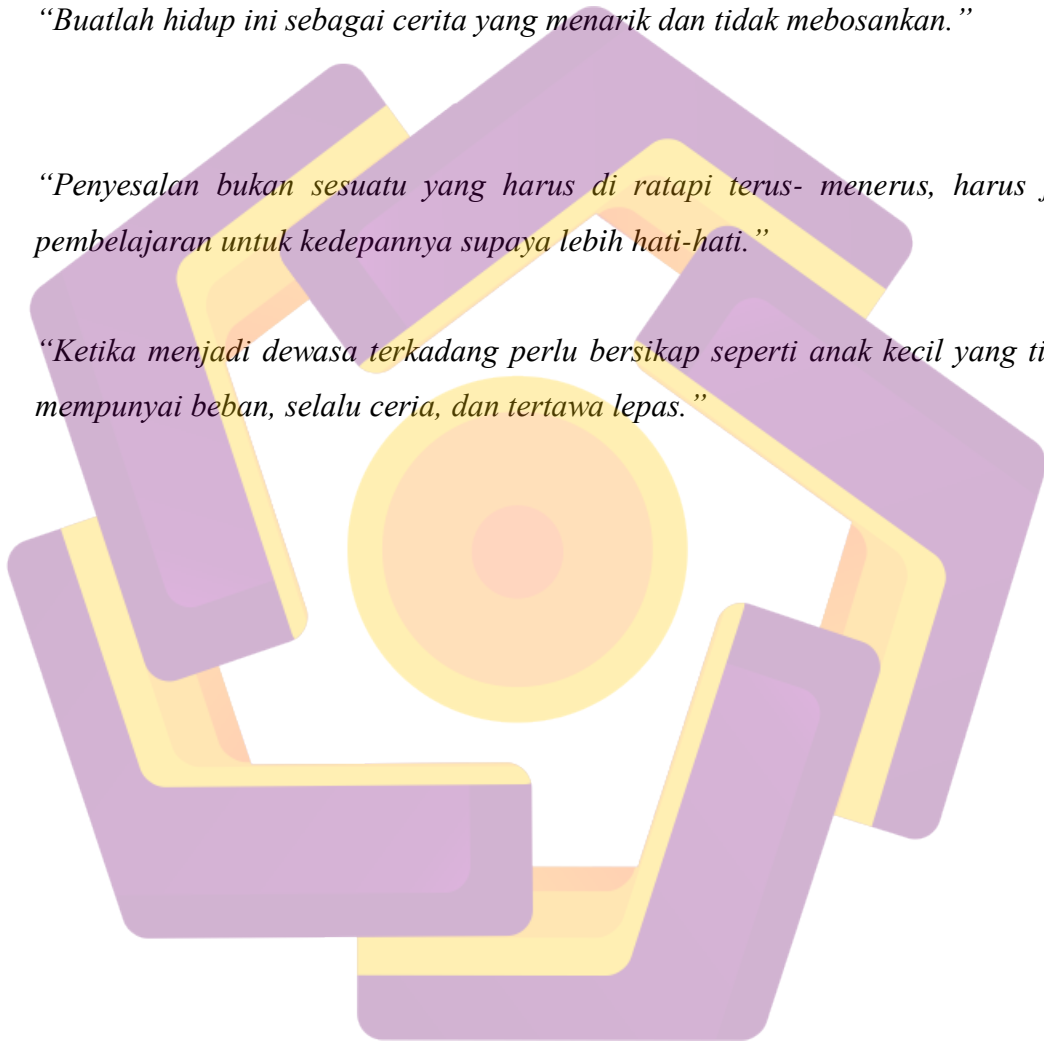 “Buatlah hidup ini sebagai cerita yang menarik dan tidak mebosankan.”
“Penyesalan bukan sesuatu yang harus di ratapi terus- menerus, harus
pembelajaran untuk kedepannya supaya lebih hati-hati.”
“Ketika menjadi dewasa terkadang perlu bersikap seperti anak kecil yang
mempunyai beban, selalu ceria, dan tertawa lepas.”